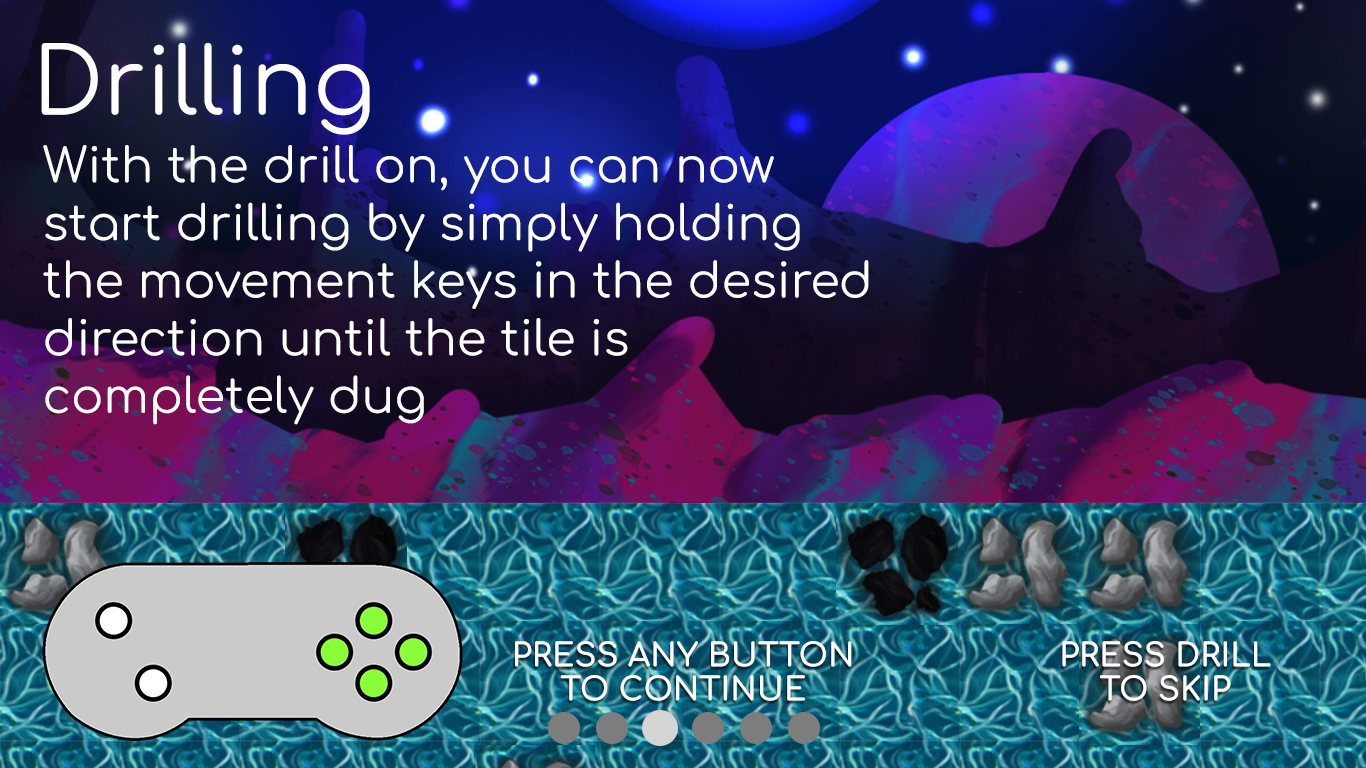 Drilling
With the drill on, you can now
start drilling by simply holding
the movement keys in the desired
direction until the tile is
completely dug
PRESS ANY BUTTON
TO CONTINUE
PRESS DRILL
TO SKIP